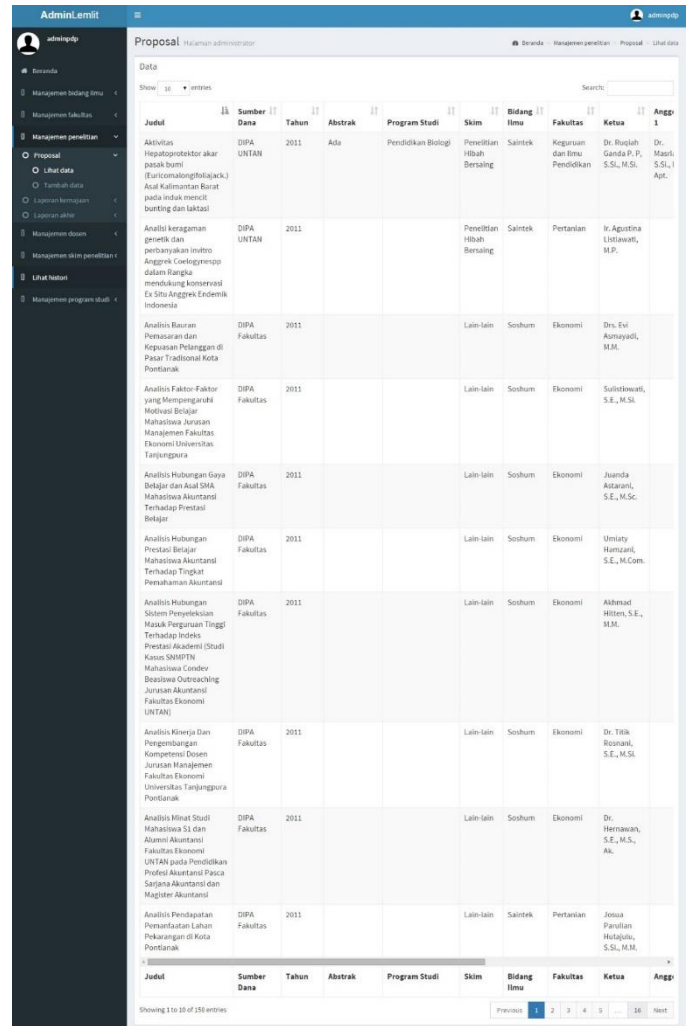 AdminLemlit
adminpdp
adminpdp
Proposal Halaman administrator
Beranda > Manajemen penelitian > Proposal > Lihat data
Beranda
Manajemen bidang ilmu
Manajemen fakultas
Manajemen penelitian
Proposal
Lihat data
Tambah data
Laporan kemajuan
Laporan akhir
Manajemen dosen
Manajemen skim penelitian
Lihat histori
Manajemen program studi
Data
Show 10 entries
Search:
Judul Sumber Dana Tahun Abstrak Program Studi Skim Bidang Ilmu Fakultas Ketua Angg 1
Aktivitas DIPA 2011 Ada Pendidikan Biologi Penelitian Saintek Keguruan Dr. Ruqiah Dr.
Hepatoprotektor akar UNTAN Hibah dan Ilmu Ganda P. P, Masri
pasak bumi Bersaing Pendidikan S.Si., M.Si. S.Si.,
(Euricomalongifoliajack.) Apt.
Asal Kalimantan Barat
pada induk mencit
bunting dan laktasi
Analisi keragaman DIPA 2011 Penelitian Saintek Pertanian Ir. Agustina
genetik dan UNTAN Hibah Listiawati,
perbanyakan invitro Bersaing M.P.
Anggrek Coelogynespp
dalam Rangka
mendukung konservasi
Ex Situ Anggrek Endemik
Indonesia
Analisis Bauran DIPA 2011 Lain-lain Soshum Ekonomi Drs. Evi
Pemasaran dan Fakultas Asmayadi,
Kepuasan Pelanggan di M.M.
Pasar Tradisonal Kota
Pontianak
Analisis Faktor-Faktor DIPA 2011 Lain-lain Soshum Ekonomi Sulistiowati,
yang Mempengaruhi Fakultas S.E., M.Si.
Motivasi Belajar
Mahasiswa Jurusan
Manajemen Fakultas
Ekonomi Universitas
Tanjungpura
Analisis Hubungan Gaya DIPA 2011 Lain-lain Soshum Ekonomi Juanda
Belajar dan Asal SMA Fakultas Astarani,
Mahasiswa Akuntansi S.E., M.Sc.
Terhadap Prestasi
Belajar
Analisis Hubungan DIPA 2011 Lain-lain Soshum Ekonomi Umiaty
Prestasi Belajar Fakultas Hamzani,
Mahasiswa Akuntansi S.E., M.Com.
Terhadap Tingkat
Pemahaman Akuntansi
Analisis Hubungan DIPA 2011 Lain-lain Soshum Ekonomi Akhmad
Sistem Penyeleksian Fakultas Hitten, S.E.,
Masuk Perguruan Tinggi M.M.
Terhadap Indeks
Prestasi Akademi (Studi
Kasus SNMPTN
Mahasiswa Condev
Beasiswa Outreaching
Jurusan Akuntansi
Fakultas Ekonomi
UNTAN)
Analisis Kinerja Dan DIPA 2011 Lain-lain Soshum Ekonomi Dr. Titik
Pengembangan Fakultas Rosnani,
Kompetensi Dosen S.E., M.Si.
Jurusan Manajemen
Fakultas Ekonomi
Universitas Tanjungpura
Pontianak
Analisis Minat Studi DIPA 2011 Lain-lain Soshum Ekonomi Dr.
Mahasiswa S1 dan Fakultas Hernawan,
Alumni Akuntansi S.E., M.S.,
Fakultas Ekonomi Ak.
UNTAN pada Pendidikan
Profesi Akuntansi Pasca
Sarjana Akuntansi dan
Magister Akuntansi
Analisis Pendapatan DIPA 2011 Lain-lain Saintek Pertanian Josua
Pemanfaatan Lahan Fakultas Parulian
Pekarangan di Kota Hutajulu,
Pontianak S.Si., M.M.
Judul Sumber Dana Tahun Abstrak Program Studi Skim Bidang Ilmu Fakultas Ketua Angg
Showing 1 to 10 of 158 entries
Previous 1 2 3 4 5 ... 16 Next